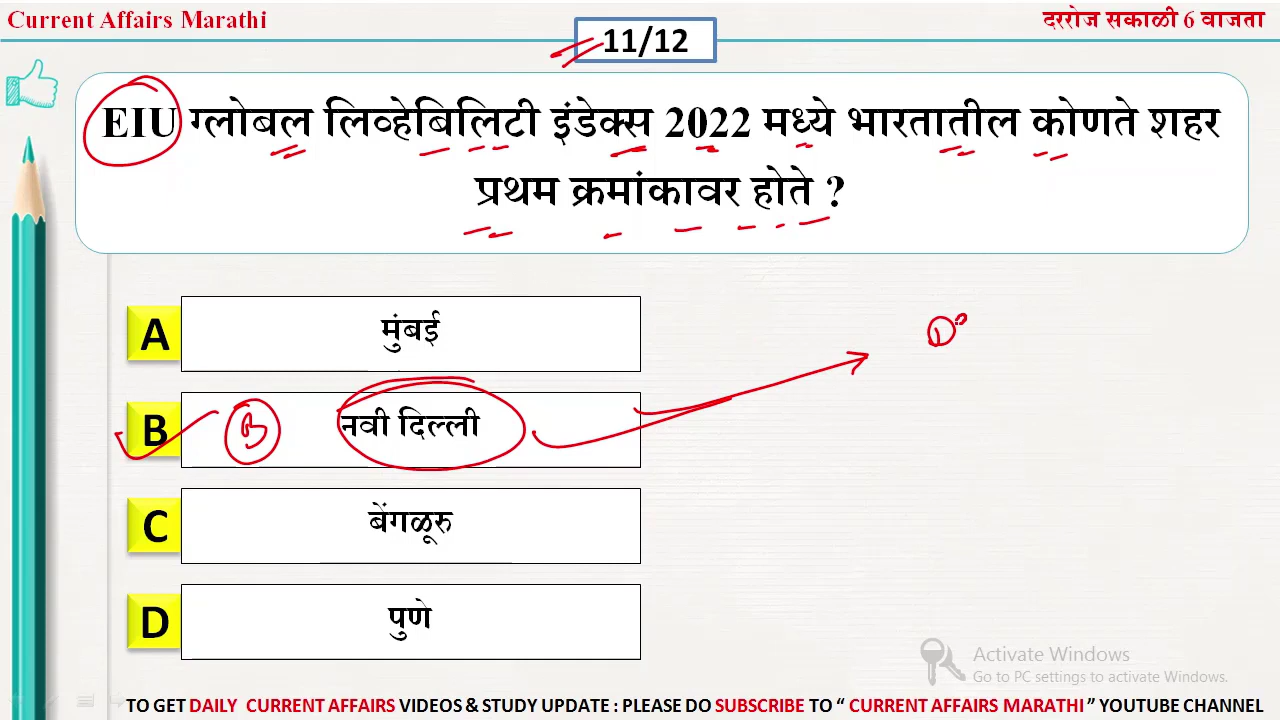 Current Affairs Marathi
दररोज सकाळी 6 वाजता
11/12
EIU ग्लोबल लिव्हेबिलिटी इंडेक्स 2022 मध्ये भारतातील कोणते शहर
प्रथम क्रमांकावर होते ?
A मुंबई
B B नवी दिल्ली
C बेंगळूरु
D पुणे
Activate Windows
Go to PC settings to activate Windows.
TO GET DAILY CURRENT AFFAIRS VIDEOS & STUDY UPDATE : PLEASE DO SUBSCRIBE TO “ CURRENT AFFAIRS MARATHI ” YOUTUBE CHANNEL